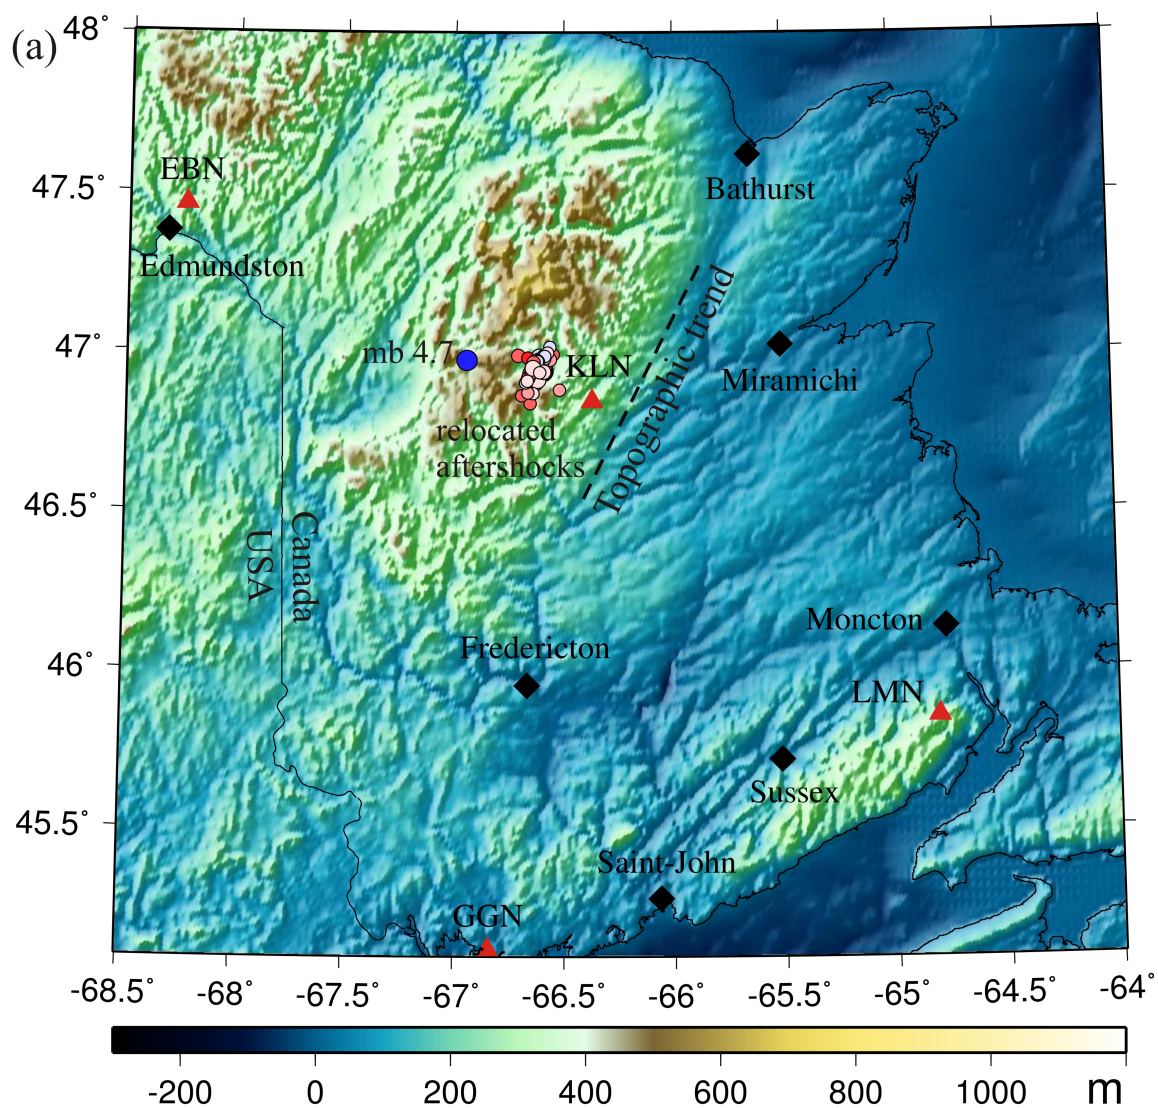 (a)
48°
47.5°
47°
46.5°
46°
45.5°
EBN
Edmundston
Bathurst
mb 4.7
KLN
Miramichi
relocated
aftershocks
Topographic trend
Canada
USA
Fredericton
Moncton
LMN
Sussex
Saint-John
GGN
-68.5° -68° -67.5° -67° -66.5° -66° -65.5° -65° -64.5° -64°
-200 0 200 400 600 800 1000 m